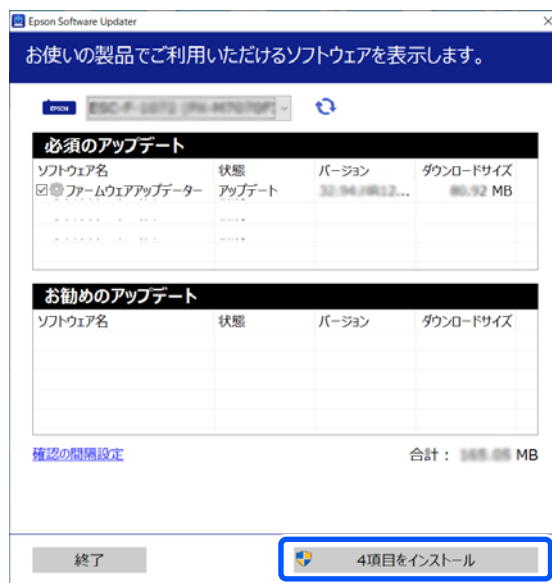 Epson Software Updater
お使いの製品でご利用いただけるソフトウェアを表示します。
EPSON
必須のアップデート
ソフトウェア名 状態 バージョン ダウンロードサイズ
ファームウェアアップデーター アップデート MB
お勧めのアップデート
ソフトウェア名 状態 バージョン ダウンロードサイズ
確認の間隔設定 合計： MB
終了 4項目をインストール